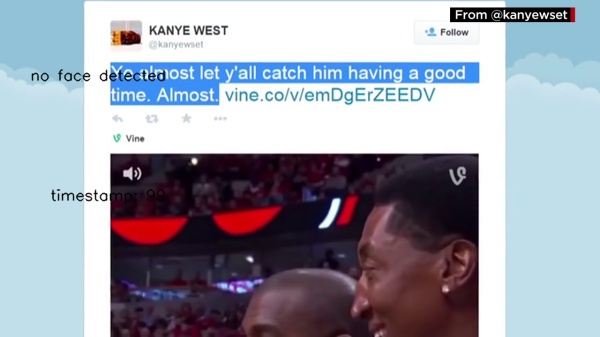 From @kanyewset
KANYE WEST
@kanyewset
Follow
no face detected
Ye almost let y'all catch him having a good
time. Almost. vine.co/v/emDgErZEEDV
Vine
timestamp: 99